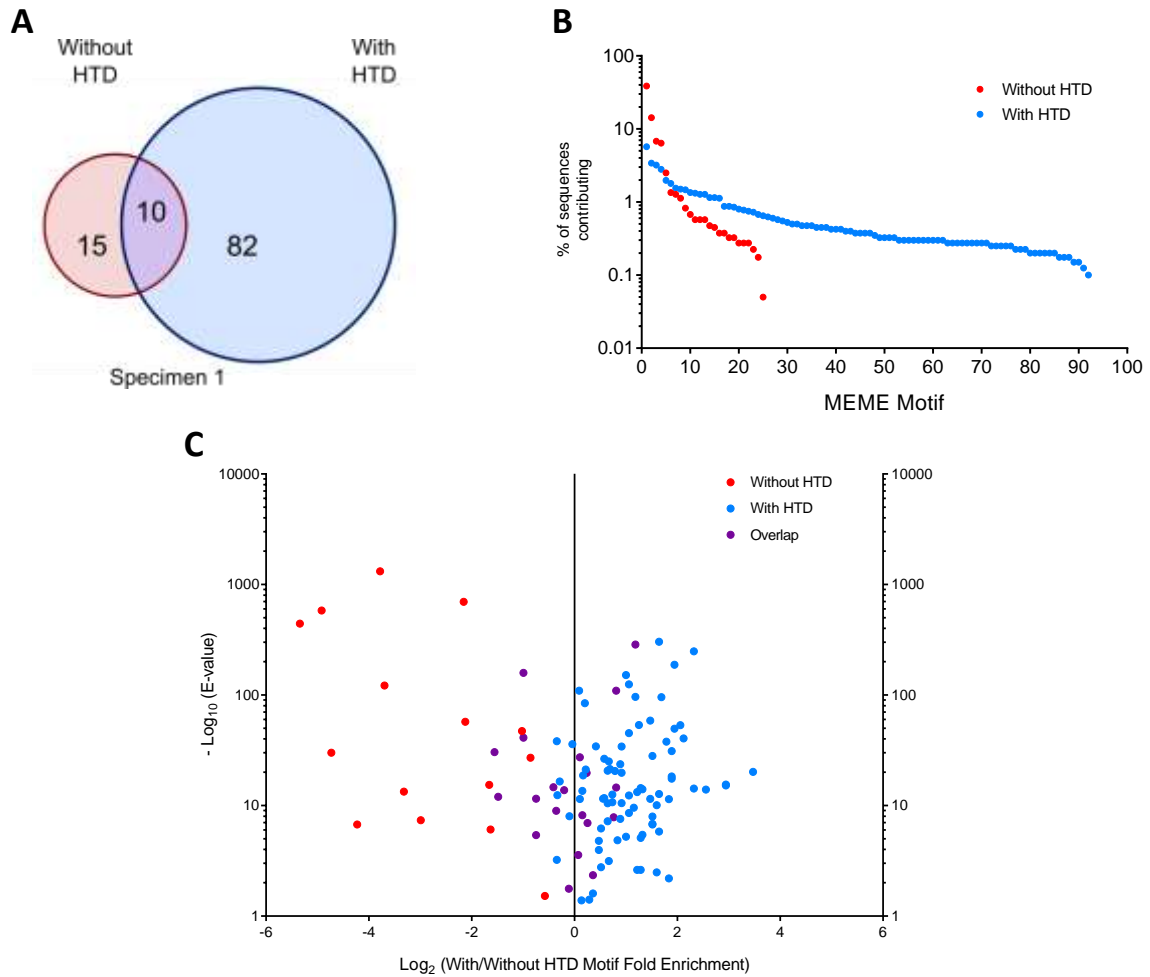 A
Without
HTD
With
HTD
15
10
82
Specimen 1
B
100
10
1
0.1
0.01
% of sequences
contributing
Without HTD
With HTD
0 10 20 30 40 50 60 70 80 90 100
MEME Motif
C
10000
1000
100
10
1
- Log10 (E-value)
Without HTD
With HTD
Overlap
10000
1000
100
10
1
-6 -4 -2 0 2 4 6
Log2 (With/Without HTD Motif Fold Enrichment)